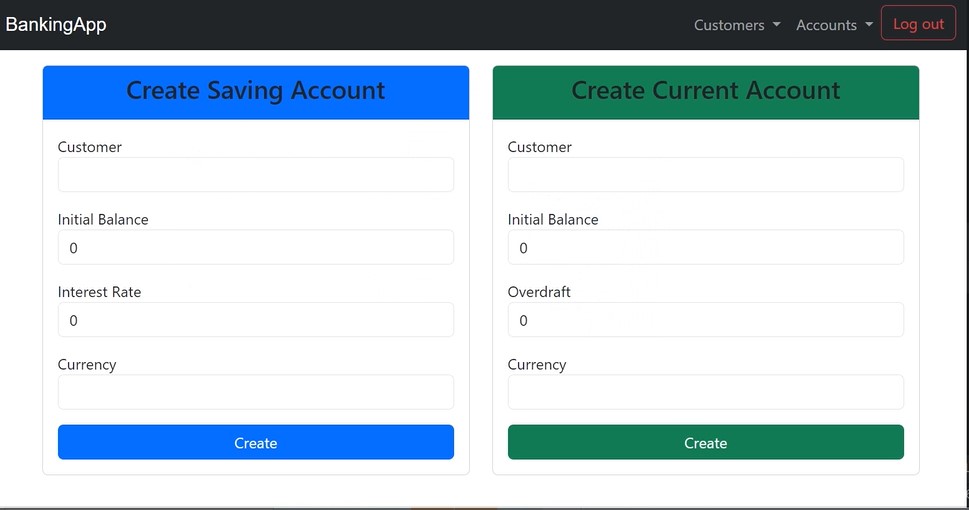 BankingApp
Customers
Accounts
Log out
Create Saving Account
Customer
Initial Balance
0
Interest Rate
0
Currency
Create
Create Current Account
Customer
Initial Balance
0
Overdraft
0
Currency
Create